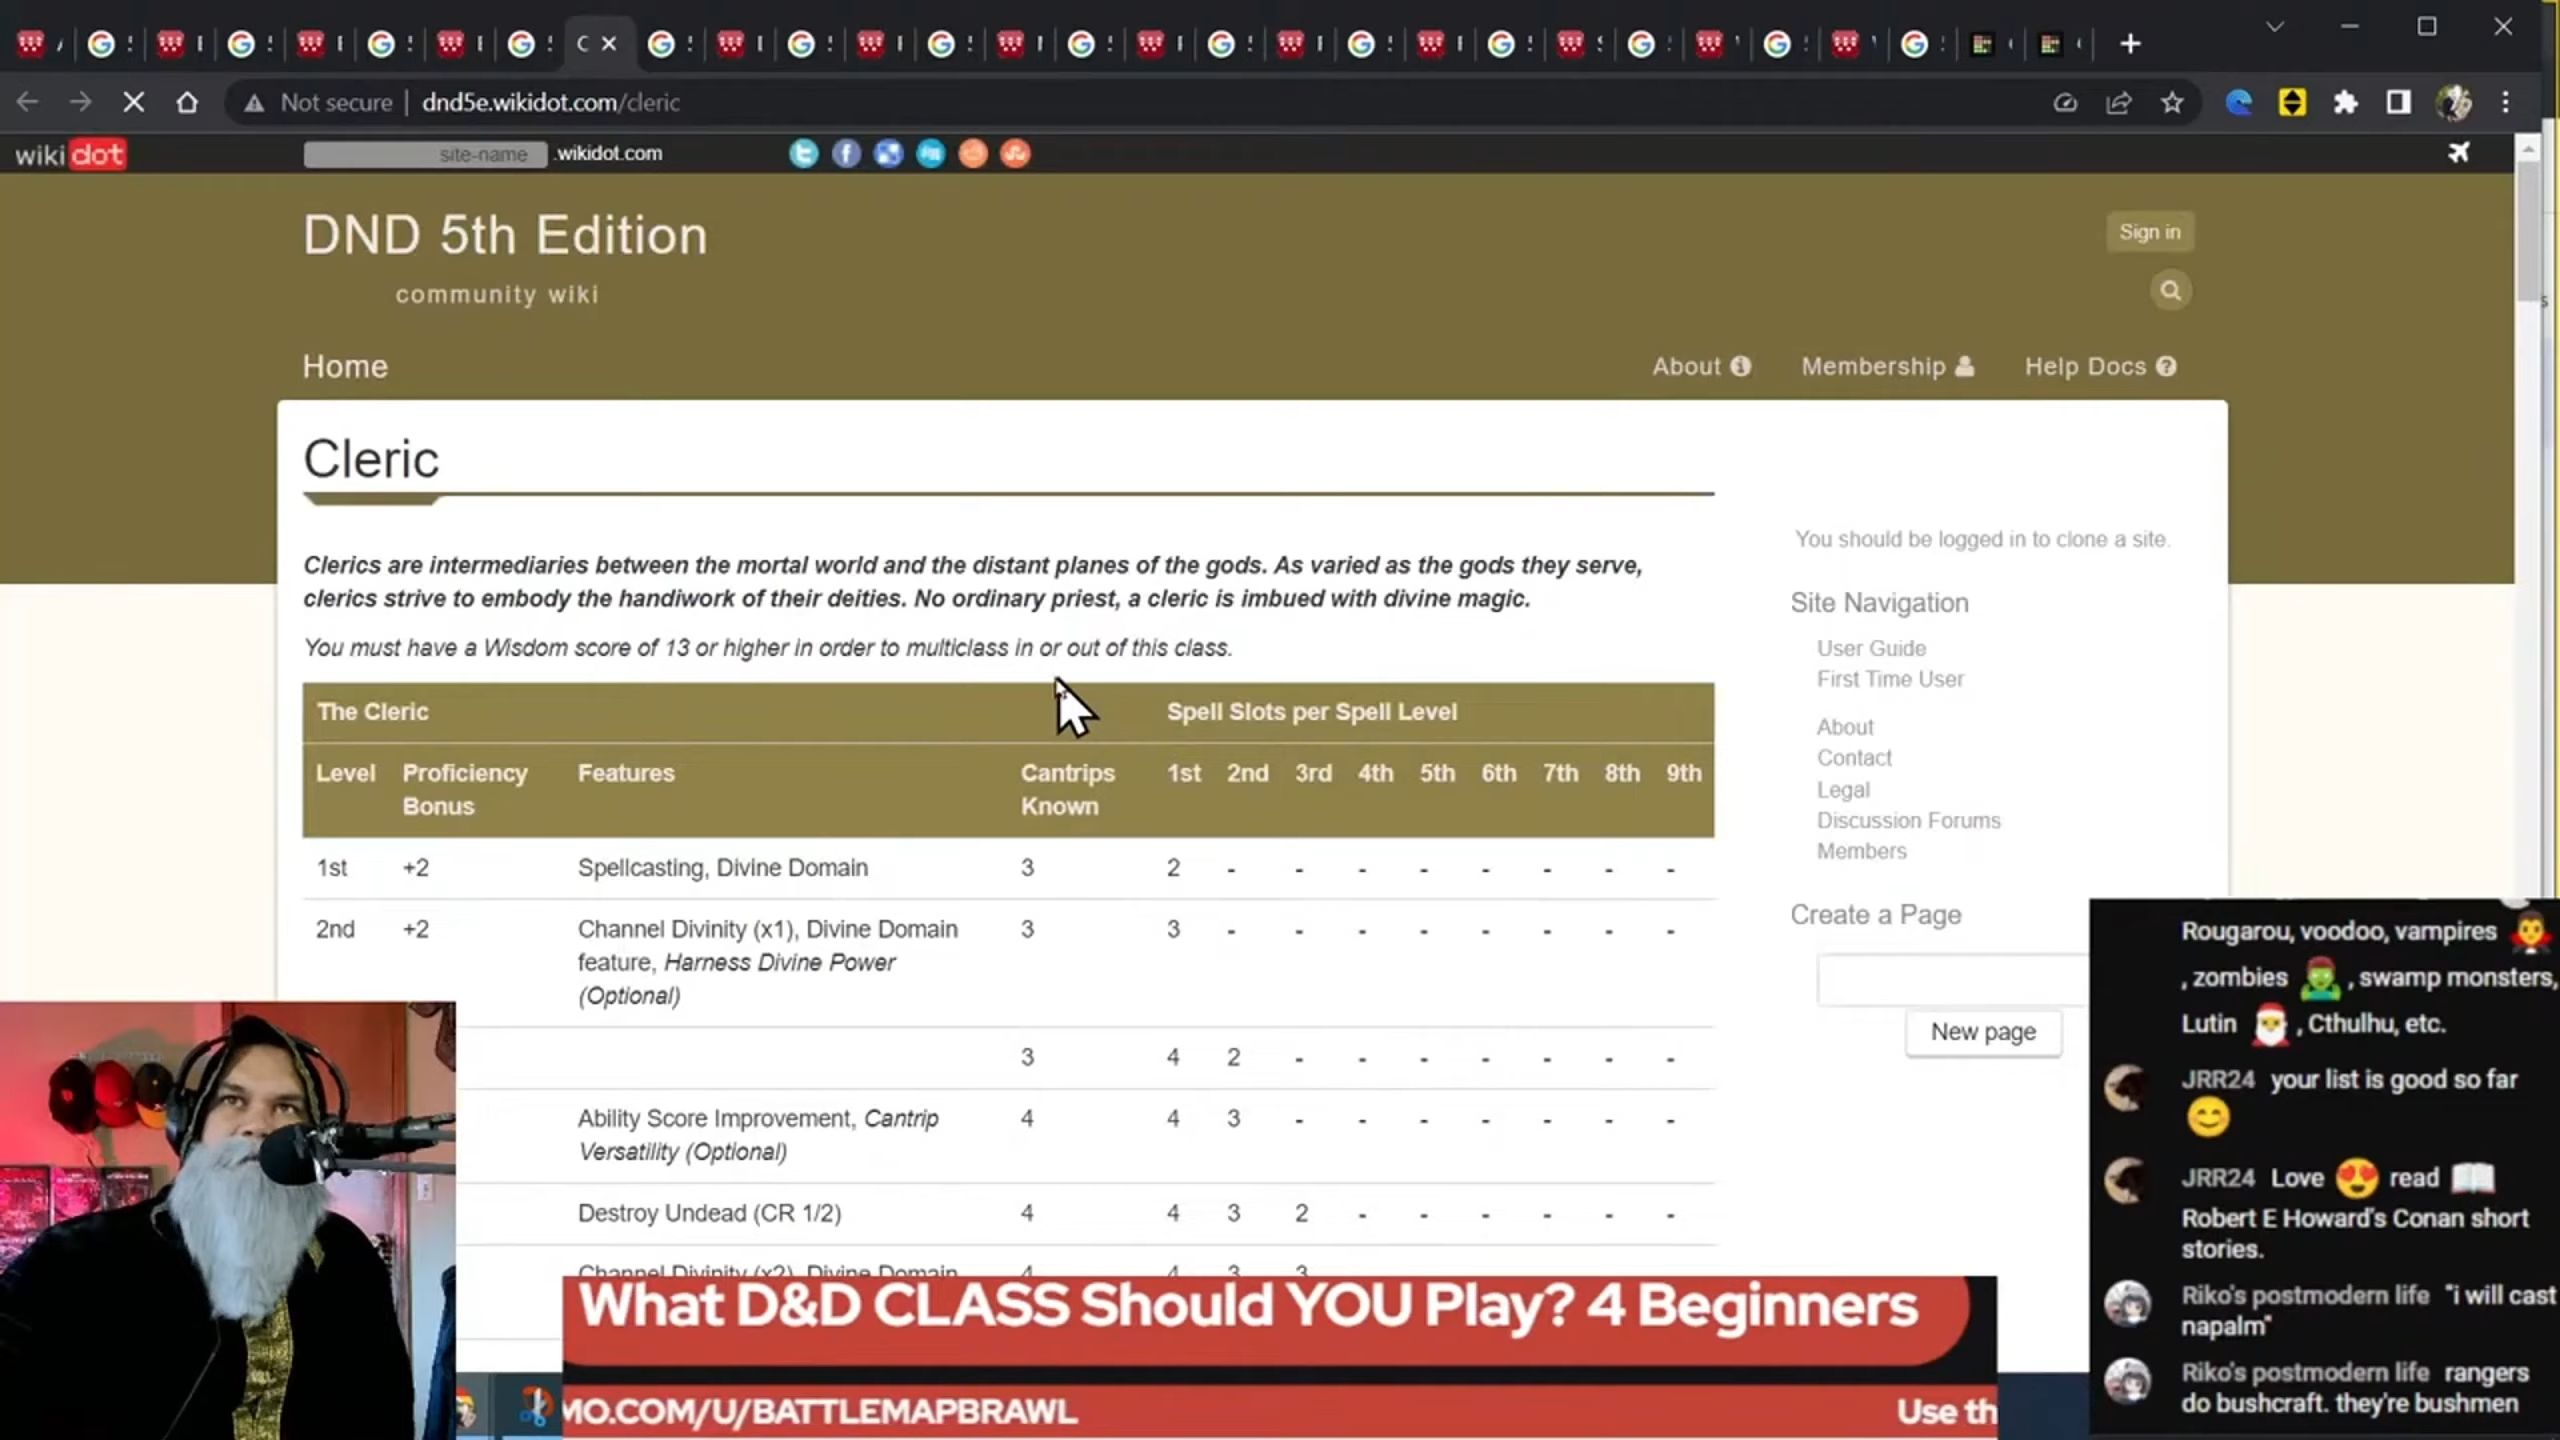 Not secure | dnd5e.wikidot.com/cleric
wikidot site-name .wikidot.com
DND 5th Edition
Sign in
community wiki
Home
About
Membership
Help Docs
Cleric
Clerics are intermediaries between the mortal world and the distant planes of the gods. As varied as the gods they serve,
clerics strive to embody the handiwork of their deities. No ordinary priest, a cleric is imbued with divine magic.
You must have a Wisdom score of 13 or higher in order to multiclass in or out of this class.
The Cleric Spell Slots per Spell Level
Level Proficiency Bonus Features Cantrips Known 1st 2nd 3rd 4th 5th 6th 7th 8th 9th
1st +2 Spellcasting, Divine Domain 3 2 - - - - - - - -
2nd +2 Channel Divinity (x1), Divine Domain 3 3 - - - - - - - -
feature, Harness Divine Power
(Optional)
3 4 2 - - - - - - -
Ability Score Improvement, Cantrip 4 4 3 - - - - - - -
Versatility (Optional)
Destroy Undead (CR 1/2) 4 4 3 2 - - - - - -
Channel Divinity (x2), Divine Domain 4 4 3 3
You should be logged in to clone a site.
Site Navigation
User Guide
First Time User
About
Contact
Legal
Discussion Forums
Members
Create a Page
New page
Rougarou, voodoo, vampires
, zombies , swamp monsters,
Lutin , Cthulhu, etc.
JRR24 your list is good so far
JRR24 Love read
Robert E Howard's Conan short
stories.
Riko's postmodern life "i will cast
napalm"
Riko's postmodern life rangers
do bushcraft. they're bushmen
What D&D CLASS Should YOU Play? 4 Beginners
MO.COM/U/BATTLEMAPBRAWL Use th